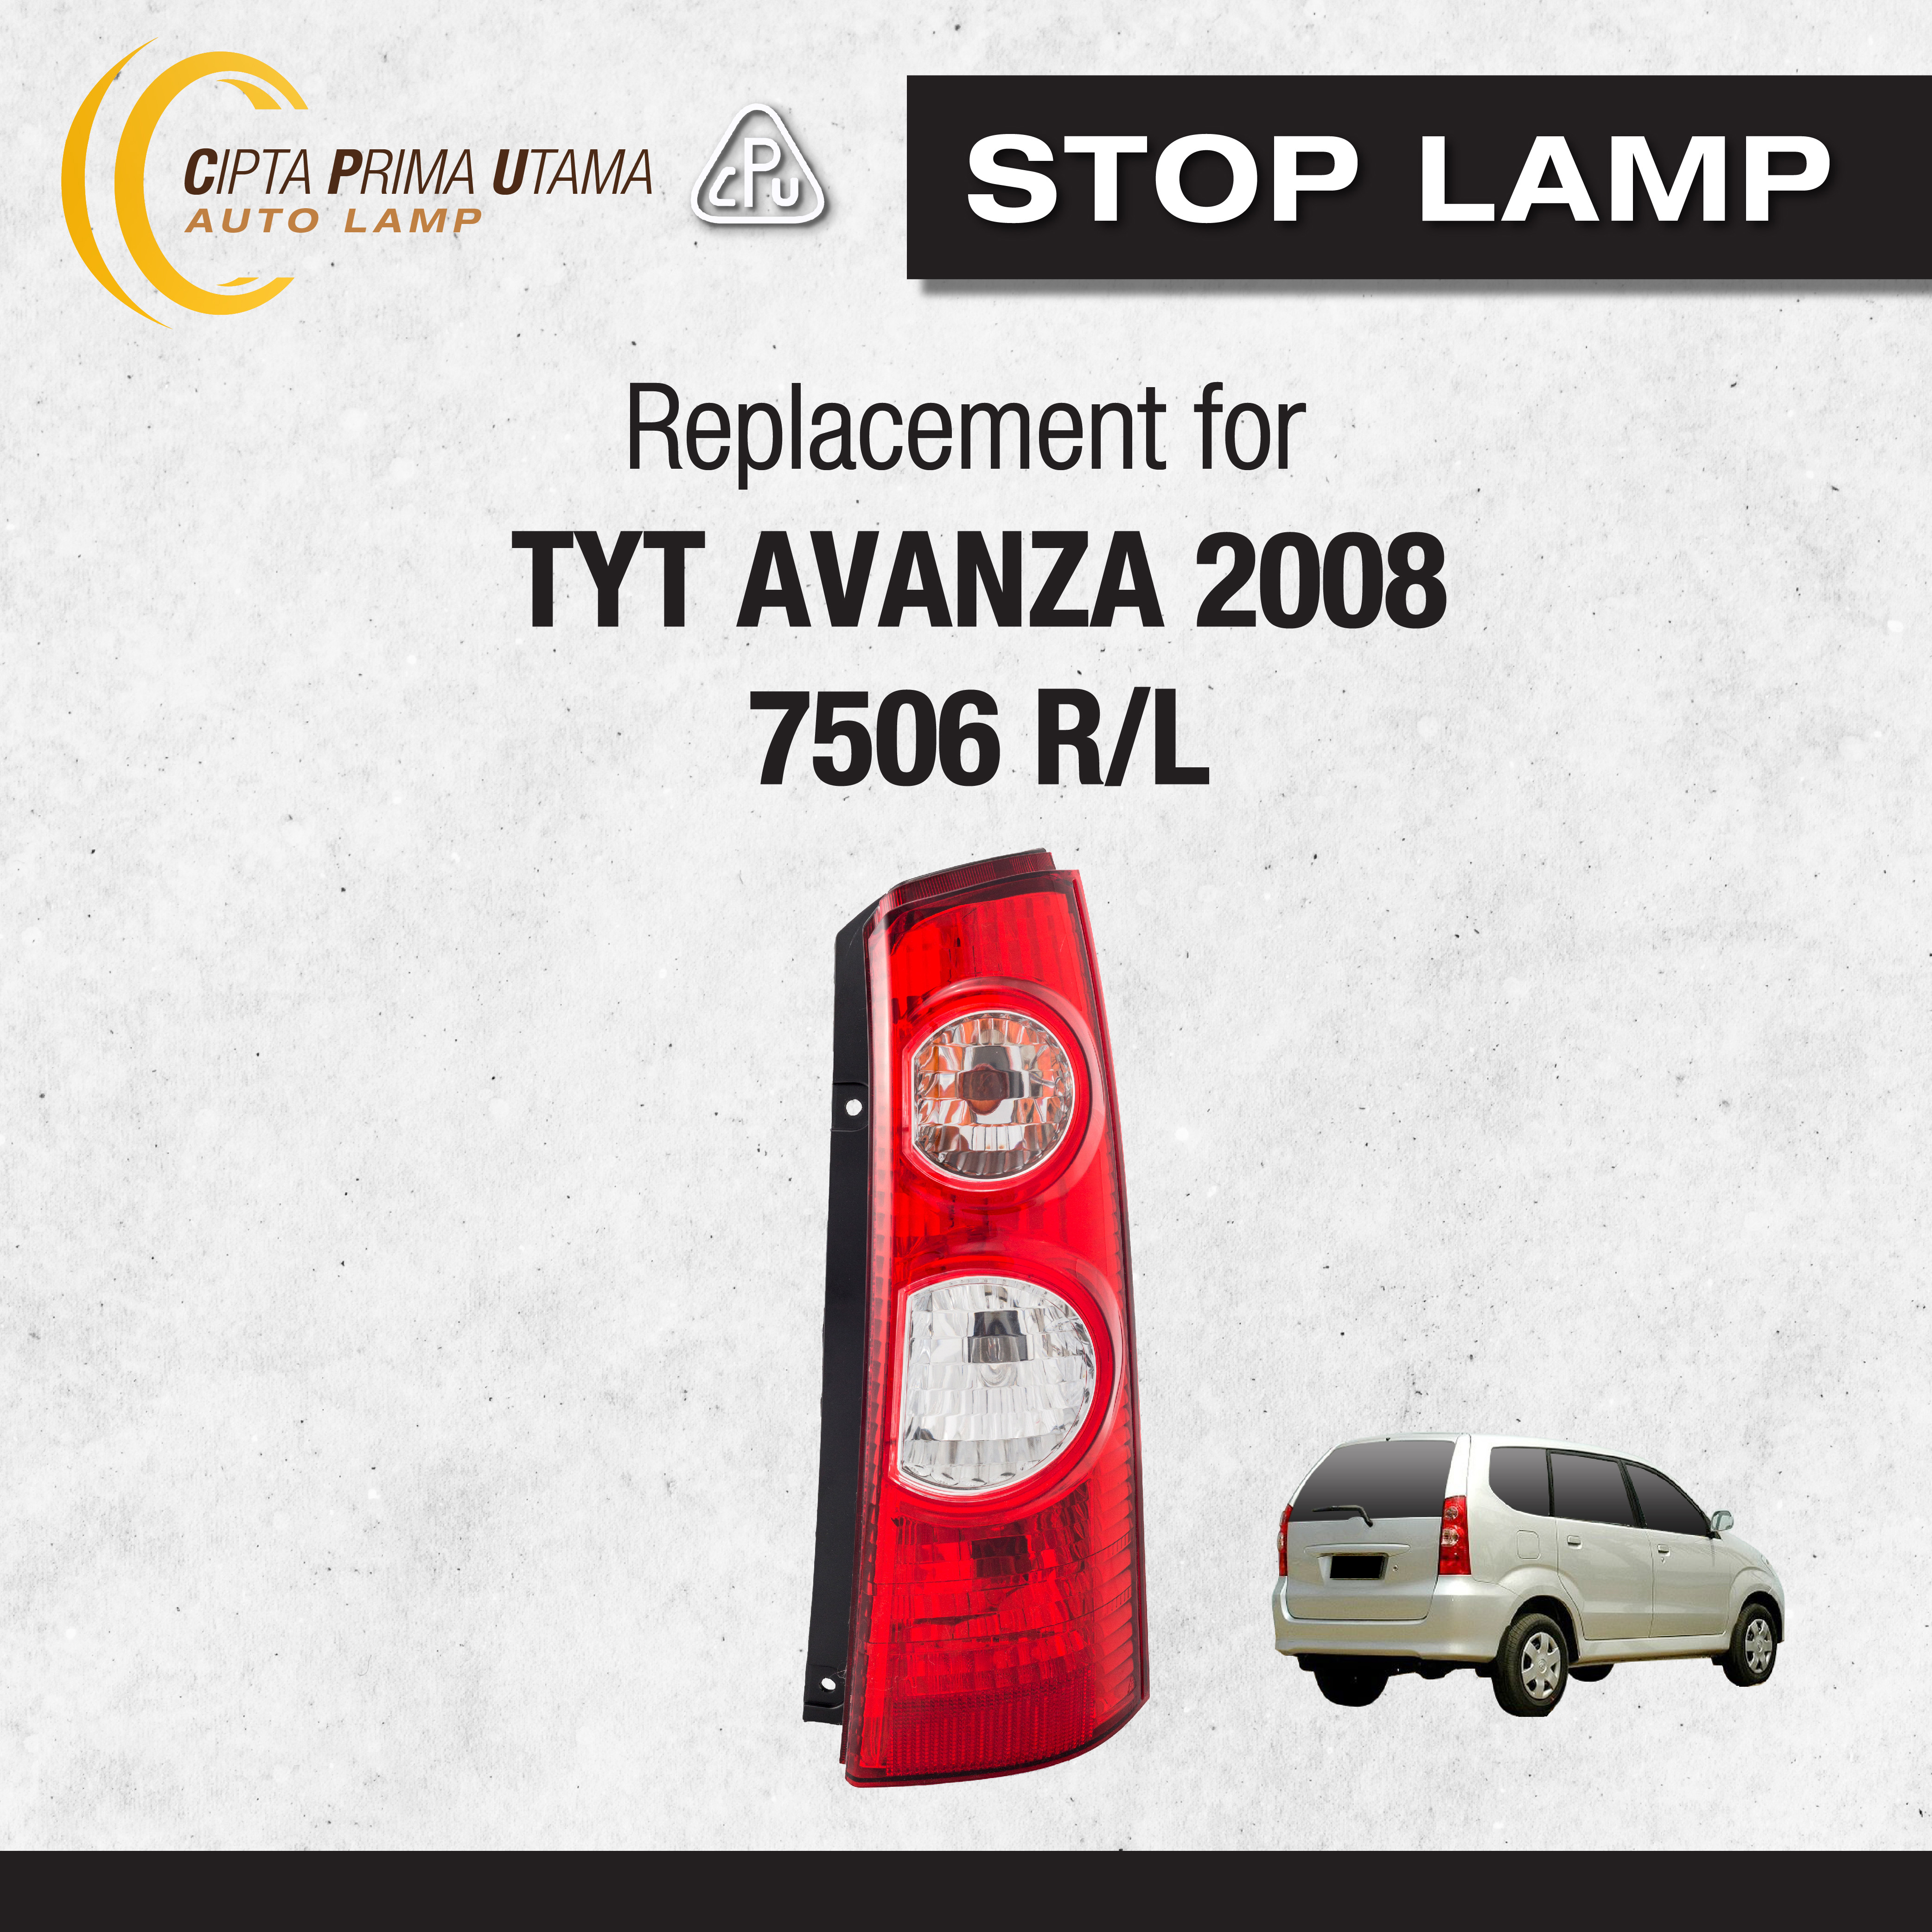 CIPTA PRIMA UTAMA
AUTO LAMP
CPU
STOP LAMP
Replacement for
TYT AVANZA 2008
7506 R/L